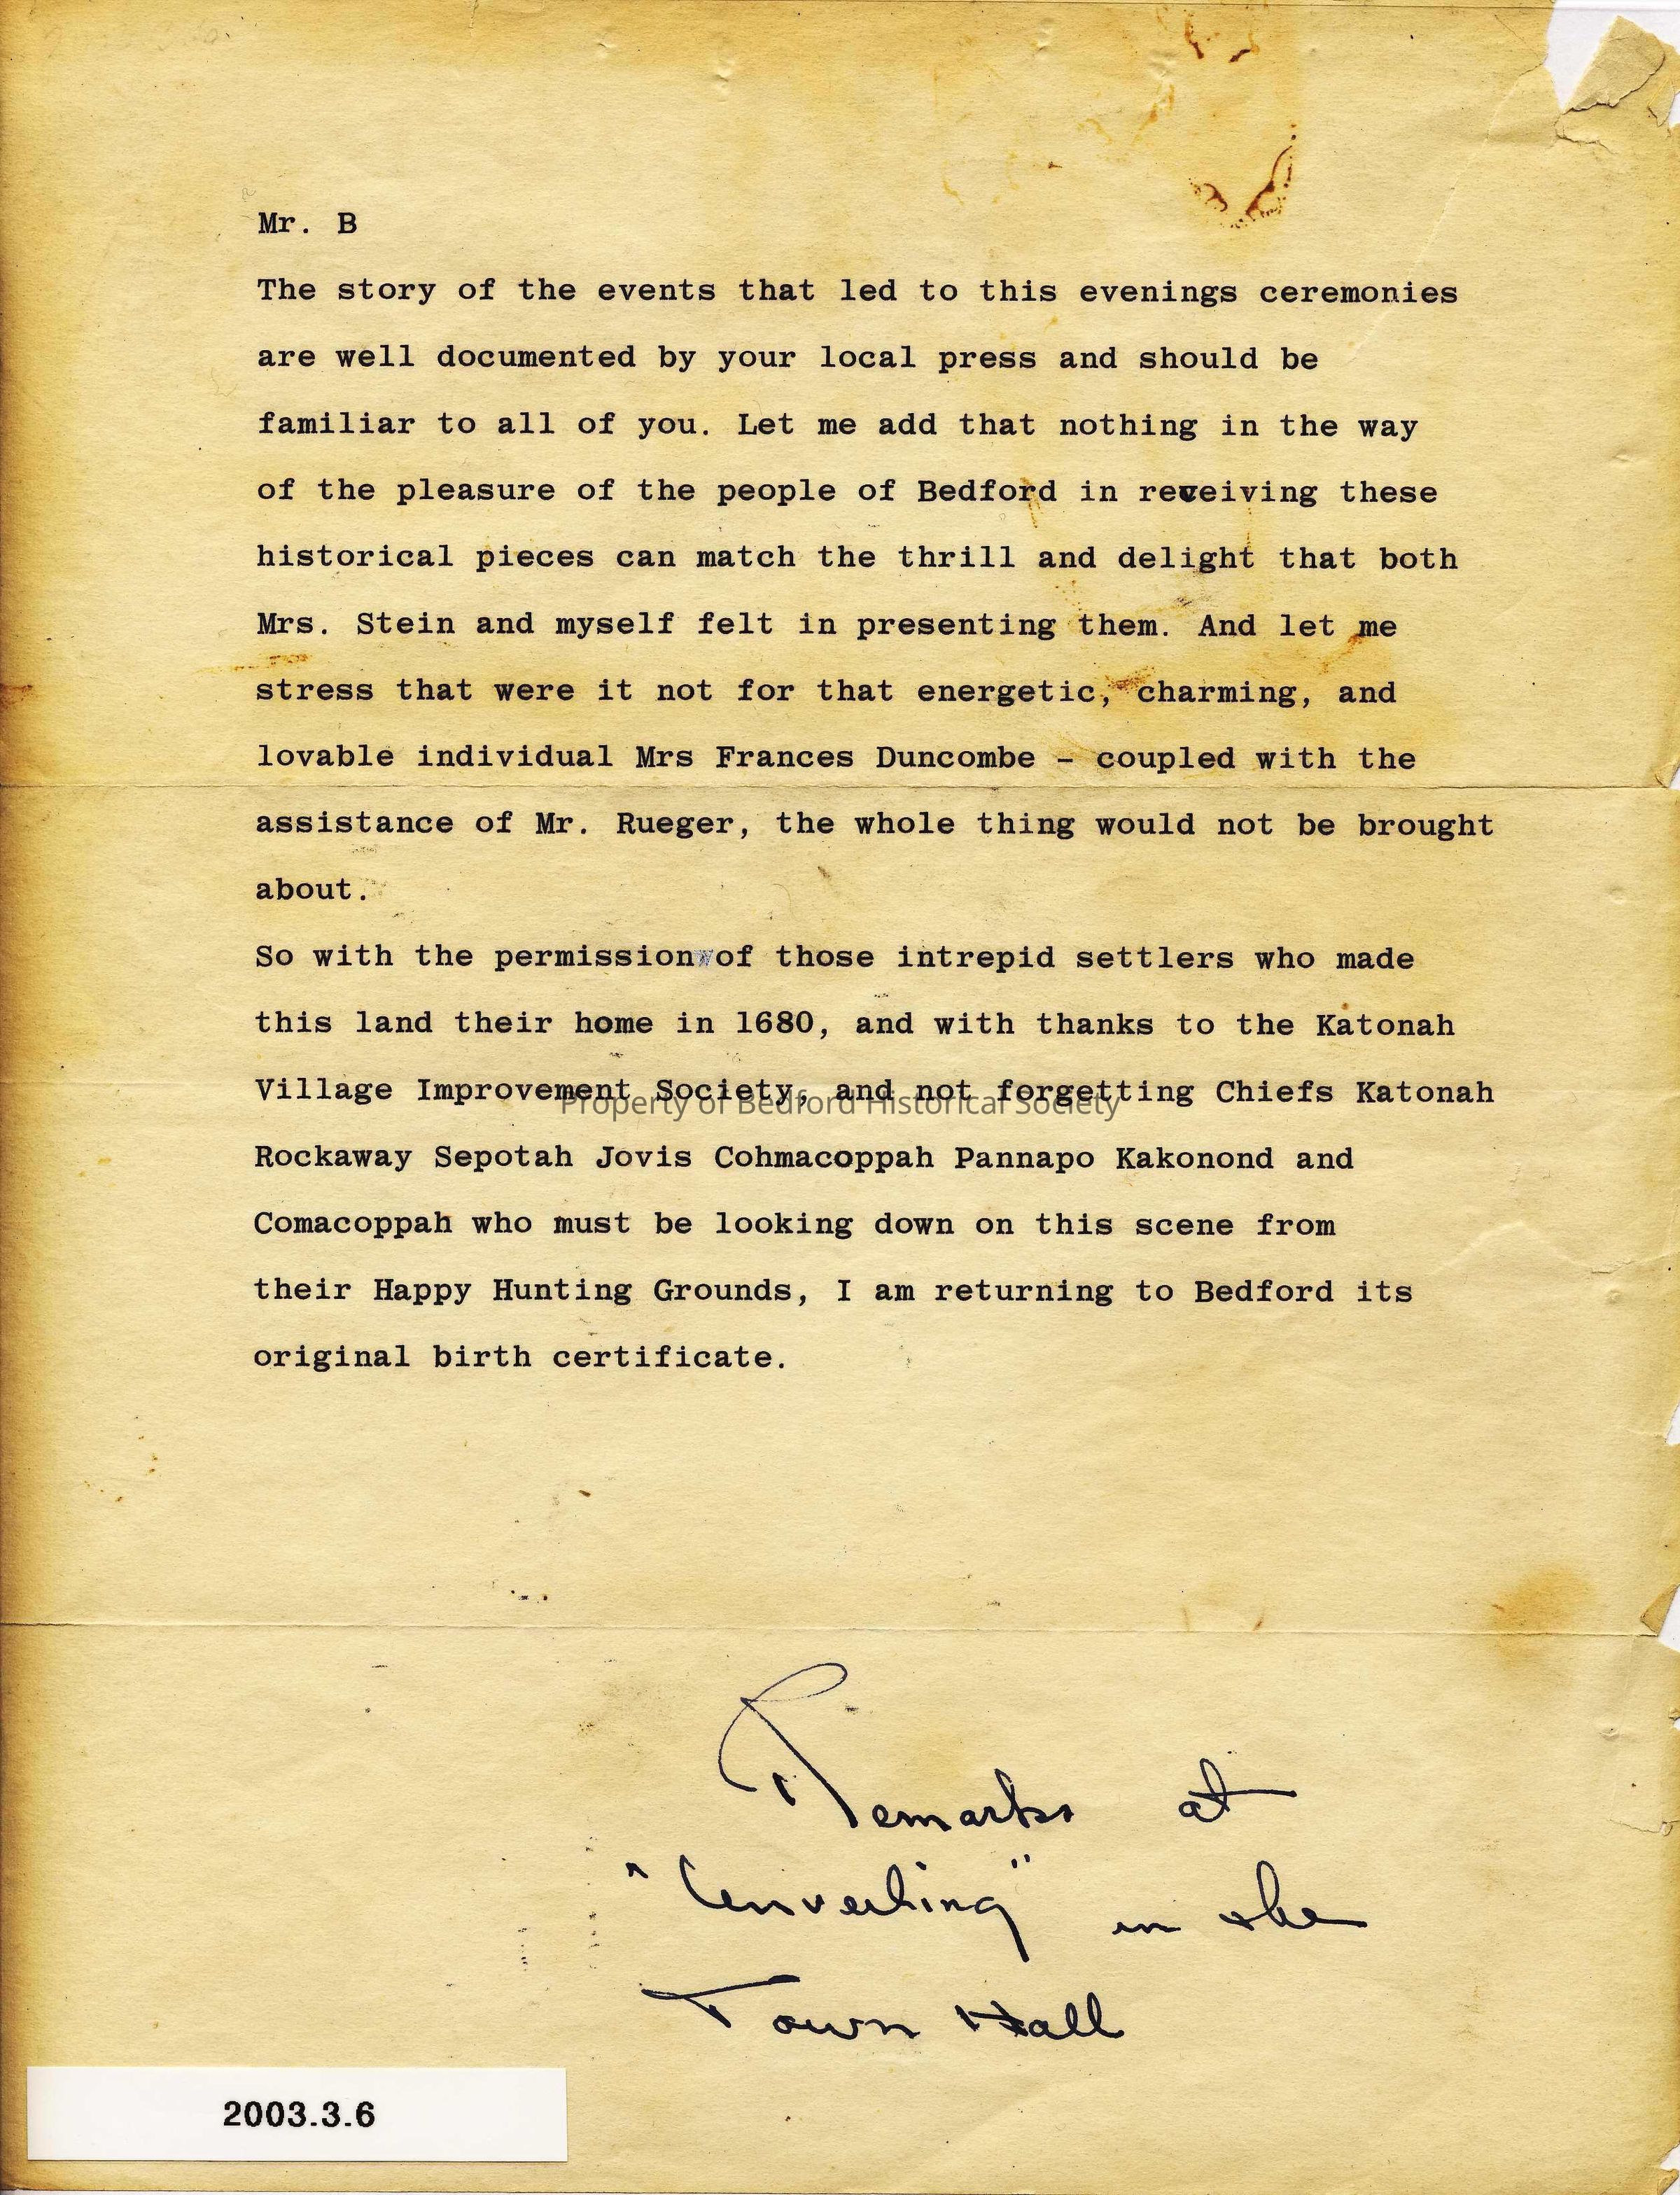 Mr. B
The story of the events that led to this evenings ceremonies
are well documented by your local press and should be
familiar to all of you. Let me add that nothing in the way
of the pleasure of the people of Bedford in receiving these
historical pieces can match the thrill and delight that both
Mrs. Stein and myself felt in presenting them. And let me
stress that were it not for that energetic, charming, and
lovable individual Mrs Frances Duncombe - coupled with the
assistance of Mr. Rueger, the whole thing would not be brought
about.
So with the permission of those intrepid settlers who made
this land their home in 1680, and with thanks to the Katonah
Village Improvement Society, and not forgetting Chiefs Katonah
Property of Bedford Historical Society
Rockaway Sepotah Jovis Cohmacoppah Pannapo Kakonond and
Comacoppah who must be looking down on this scene from
their Happy Hunting Grounds, I am returning to Bedford its
original birth certificate.
Remarks at
"Unveiling" in the
Town Hall
2003.3.6